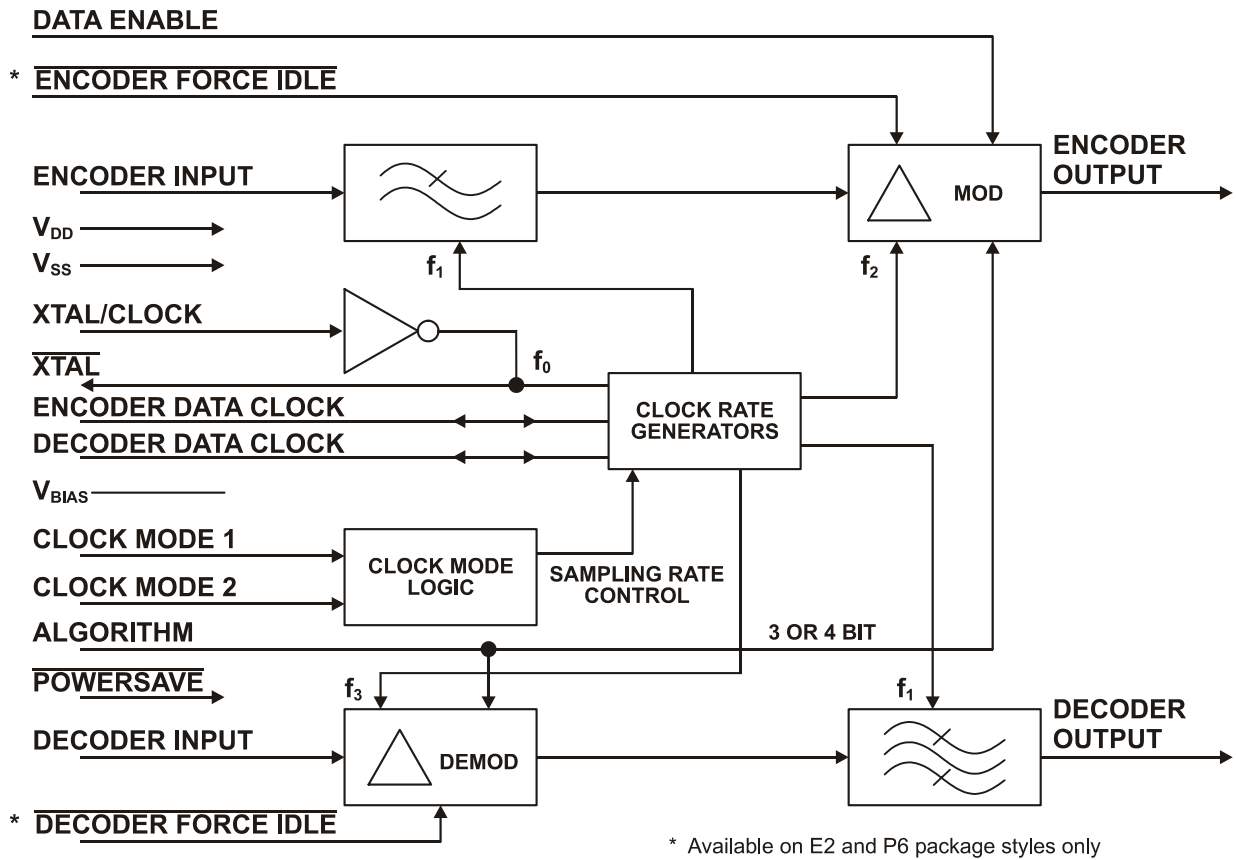 DATA ENABLE
* ENCODER FORCE IDLE
ENCODER INPUT
MOD
ENCODER
OUTPUT
VDD
VSS
f1
f2
XTAL/CLOCK
XTAL
f0
ENCODER DATA CLOCK
DECODER DATA CLOCK
CLOCK RATE
GENERATORS
VBIAS
CLOCK MODE 1
CLOCK MODE 2
CLOCK MODE
LOGIC
SAMPLING RATE
CONTROL
ALGORITHM
3 OR 4 BIT
POWERSAVE
f3
f1
DECODER INPUT
DEMOD
DECODER
OUTPUT
* DECODER FORCE IDLE
* Available on E2 and P6 package styles only